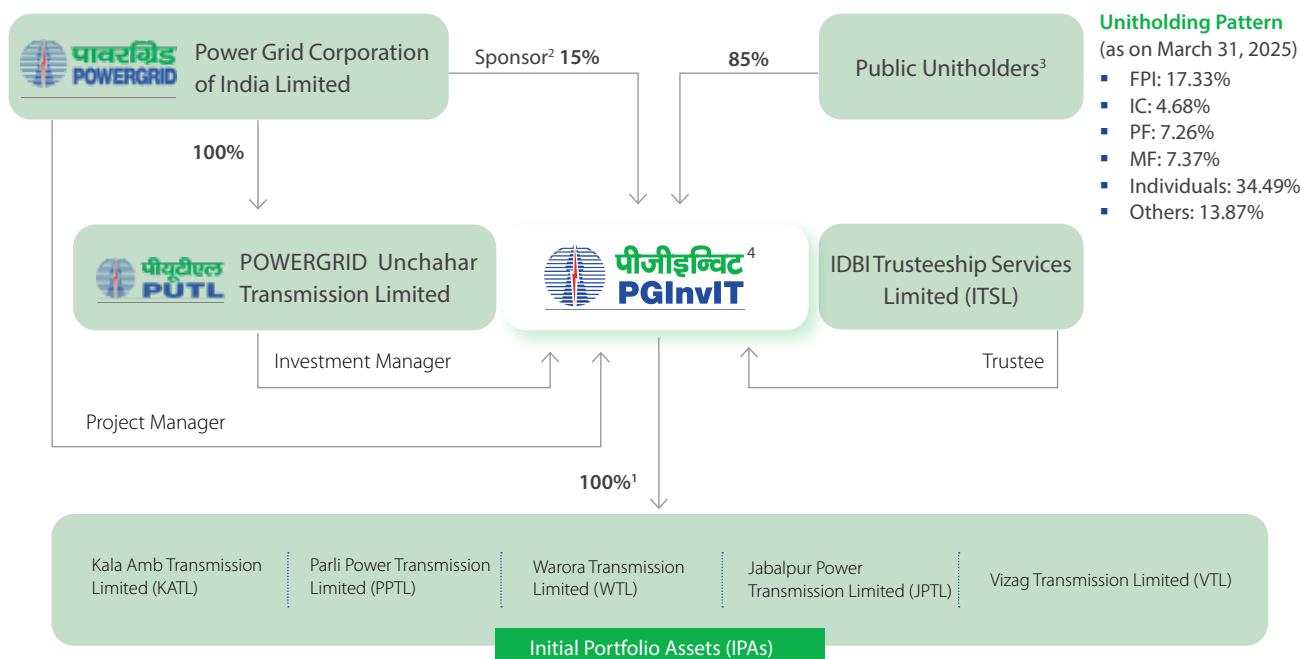 पावरग्रिड
POWERGRID
Power Grid Corporation
of India Limited
Sponsor² 15%
85%
Public Unitholders³
Unitholding Pattern
(as on March 31, 2025)
▪ FPI: 17.33%
▪ IC: 4.68%
▪ PF: 7.26%
▪ MF: 7.37%
▪ Individuals: 34.49%
▪ Others: 13.87%
100%
पीयूटीएल
PUTL
POWERGRID Unchahar
Transmission Limited
पीजीइन्विट⁴
PGInvIT
IDBI Trusteeship Services
Limited (ITSL)
Investment Manager
Trustee
Project Manager
100%¹
Kala Amb Transmission
Limited (KATL)
Parli Power Transmission
Limited (PPTL)
Warora Transmission
Limited (WTL)
Jabalpur Power
Transmission Limited (JPTL)
Vizag Transmission Limited (VTL)
Initial Portfolio Assets (IPAs)